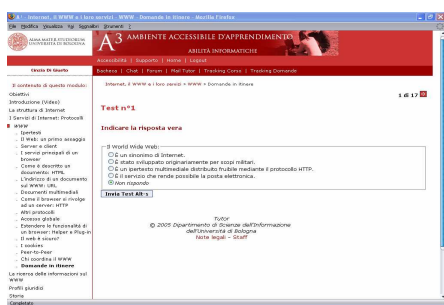 A3 - Internet, il WWW e i loro servizi - WWW - Domande in itinere - Mozilla Firefox
File Modifica Visualizza Vai Segnalibri Strumenti ?
ALMA MATER STUDIORUM
UNIVERSITÀ DI BOLOGNA
A3 AMBIENTE ACCESSIBILE D'APPRENDIMENTO
ABILITÀ INFORMATICHE
Accessibilità | Supporto | Home | Logout
Cinzia Di Giusto
Bacheca | Chat | Forum | Mail Tutor | Tracking Corso | Tracking Domande
Il contenuto di questo modulo:
Obiettivi
Introduzione (Video)
La struttura di Internet
Servizi di Internet: Protocolli
WWW
Ipertesti
Il Web: un primo assaggio
Server e client
I servizi principali di un browser
Come è descritto un documento: HTML
L'indirizzo di un documento sul WWW: URL
Documenti multimediali
Come il browser si rivolge ad un server: HTTP
Altri protocolli
Accesso globale
Estendere le funzionalità di un browser: Helper e Plug-in
Il web è sicuro?
I cookies
Peer-to-Peer
Chi coordina il WWW
Domande in itinere
La ricerca delle informazioni sul WWW
Profili giuridici
Storia
Internet, il WWW e i loro servizi > WWW > Domande in itinere
1 di 17
Test n°1
Indicare la risposta vera
Il World Wide Web:
È un sinonimo di Internet.
È stato sviluppato originariamente per scopi militari.
È un ipertesto multimediale distribuito fruibile mediante il protocollo HTTP.
È il servizio che rende possibile la posta elettronica.
Non rispondo
Invia Test Alt-s
Tutor
© 2005 Dipartimento di Scienze dell'Informazione
dell'Università di Bologna
Note legali - Staff
Completato